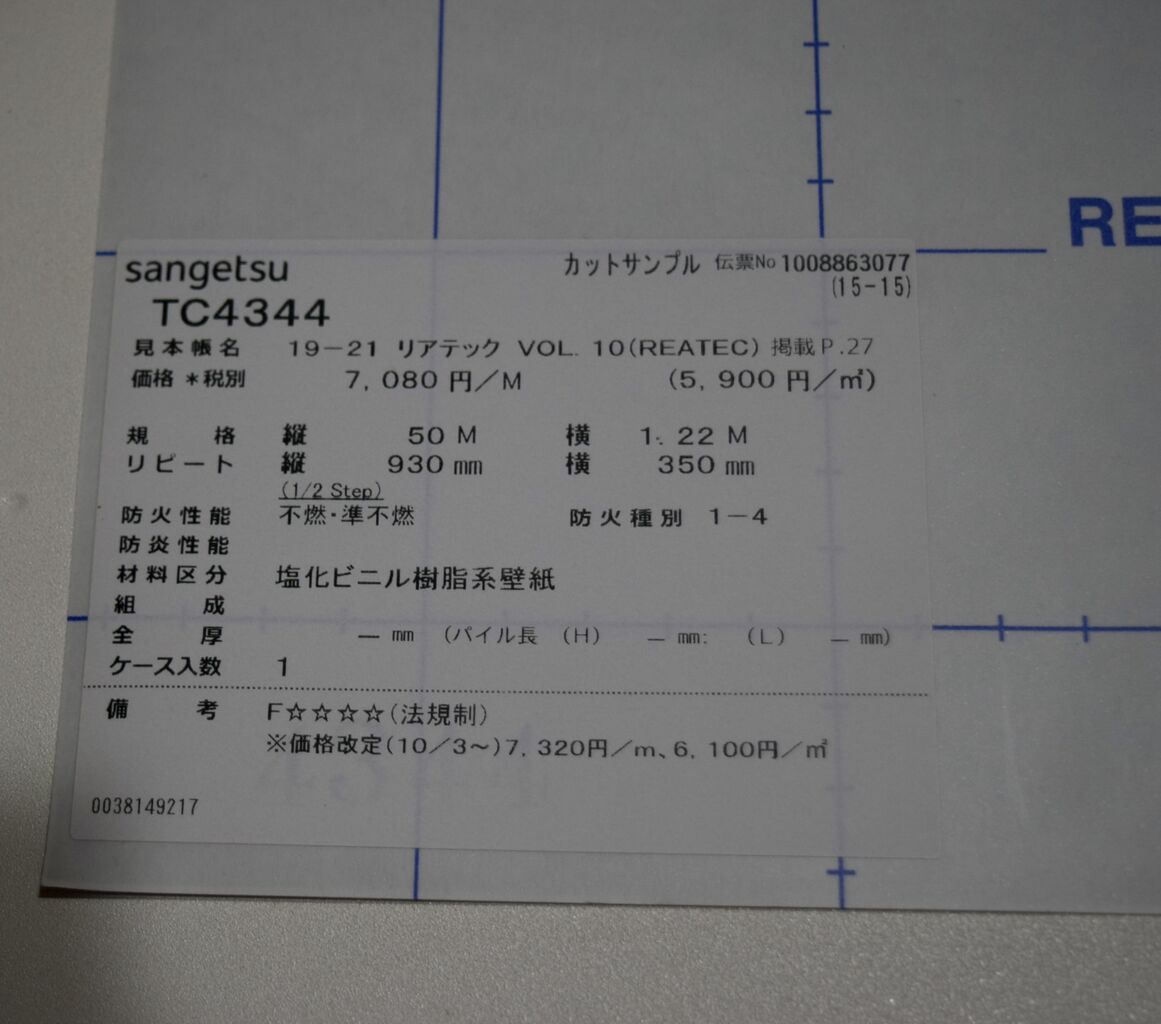 RE
sangetsu カットサンプル 伝票No 1008863077
(15-15)
TC4344
見本帳名 19-21 リアテック VOL. 10(REATEC) 掲載P.27
価格 *税別 7,080 円/M (5,900 円/㎡)
規格 縦 50 M 横 1.22 M
リピート 縦 930 mm 横 350 mm
(1/2 Step)
防火性能 不燃・準不燃 防火種別 1-4
防炎性能
材料区分 塩化ビニル樹脂系壁紙
組成
全厚 - mm (パイル長 (H) - mm: (L) - mm)
ケース入数 1
備考 F☆☆☆☆(法規制)
※価格改定(10/3~)7,320円/m、6,100円/㎡
0038149217